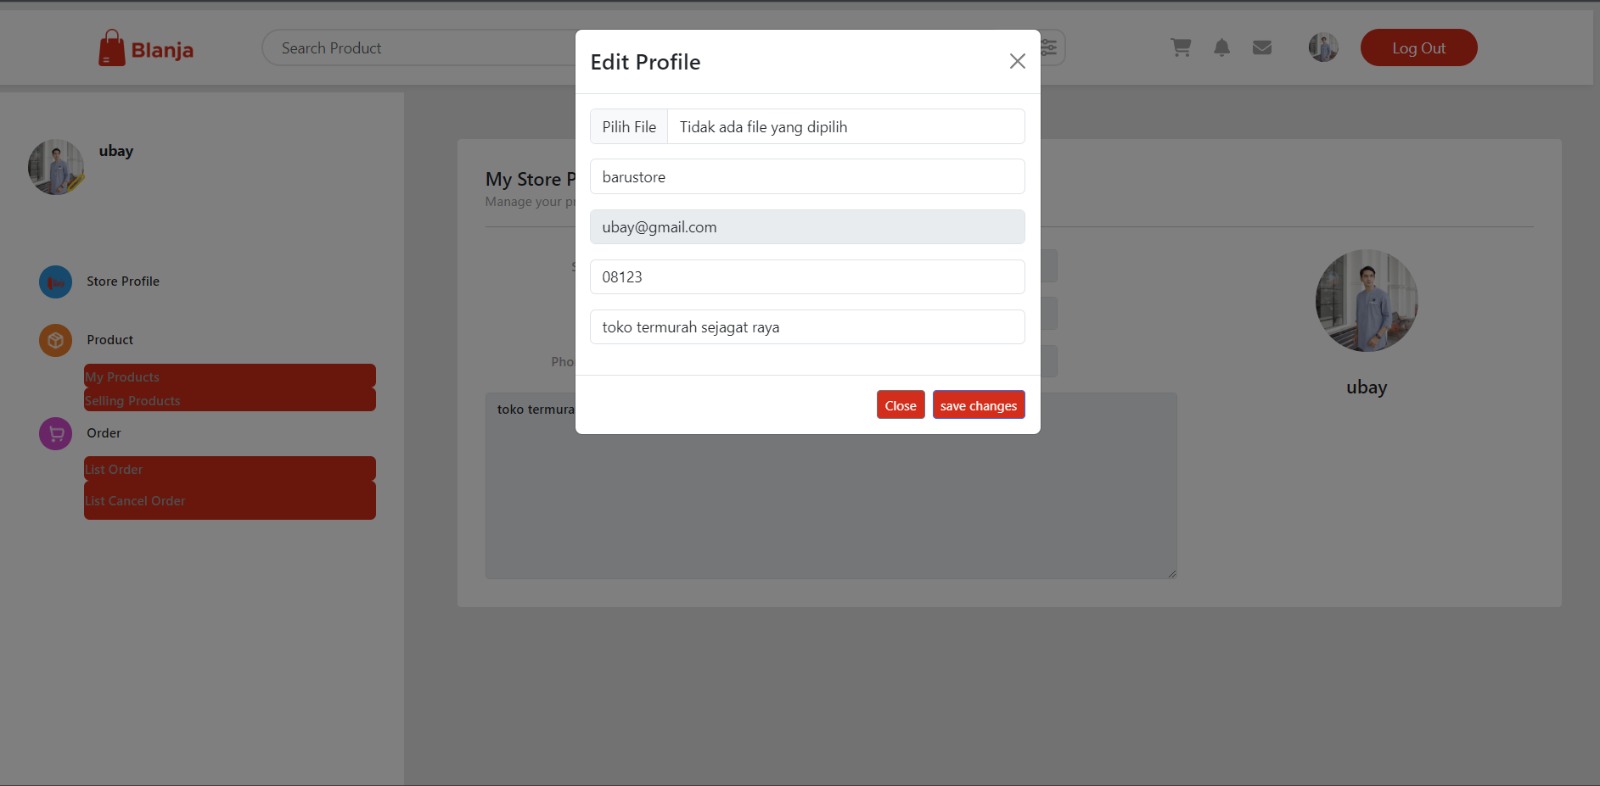 Blanja
Search Product
Log Out
Edit Profile
Pilih File
Tidak ada file yang dipilih
barustore
ubay@gmail.com
08123
toko termurah sejagat raya
Close
save changes
ubay
Store Profile
Product
My Products
Selling Products
Order
List Order
List Cancel Order
My Store
Manage your
toko
ubay